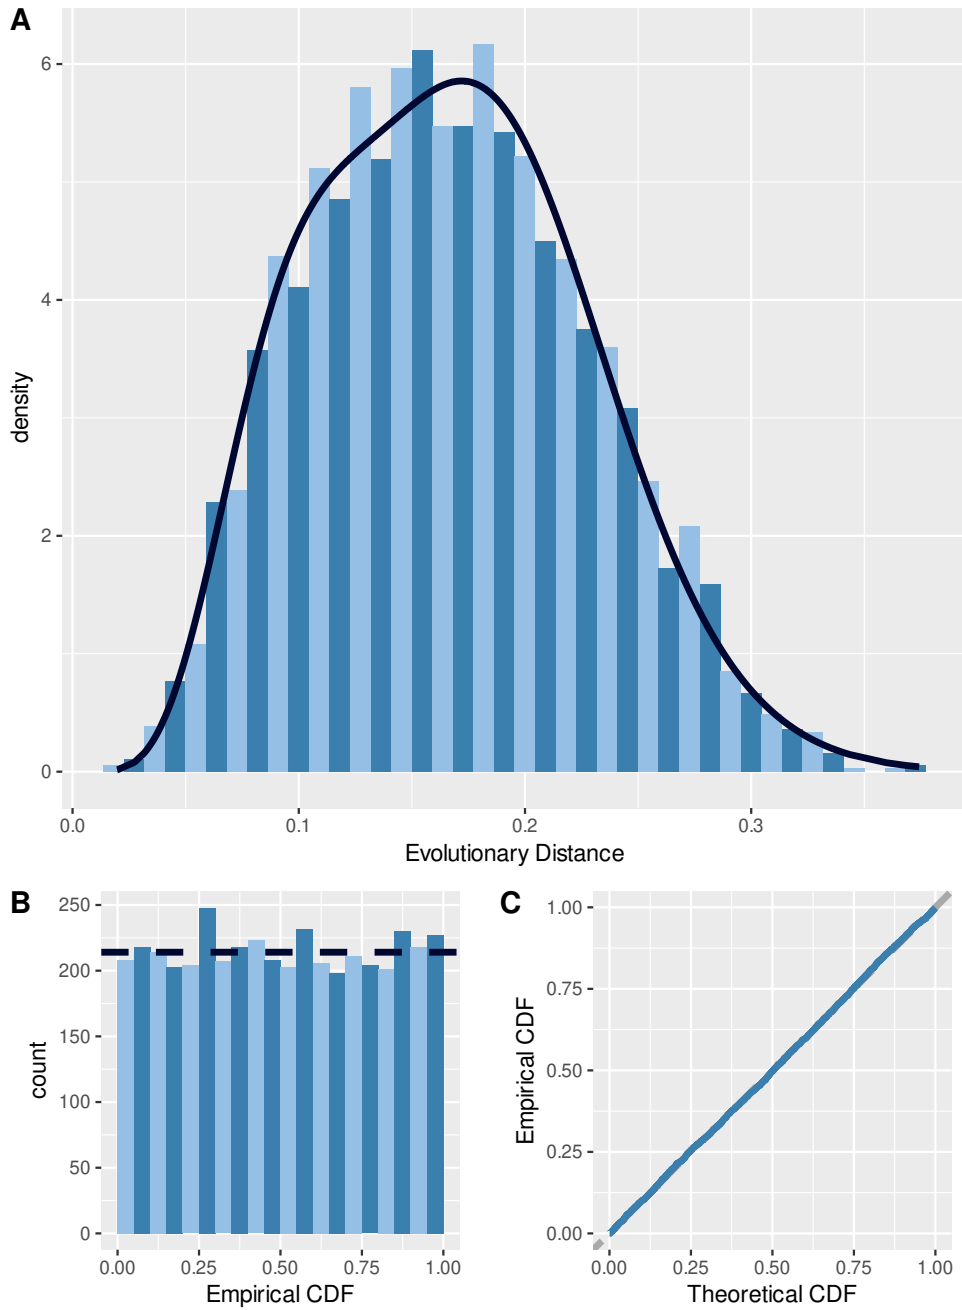 A
6
4
2
0
density
0.0 0.1 0.2 0.3
Evolutionary Distance
B
250
200
150
100
50
0
count
0.00 0.25 0.50 0.75 1.00
Empirical CDF
C
1.00
0.75
0.50
0.25
0.00
Empirical CDF
0.00 0.25 0.50 0.75 1.00
Theoretical CDF